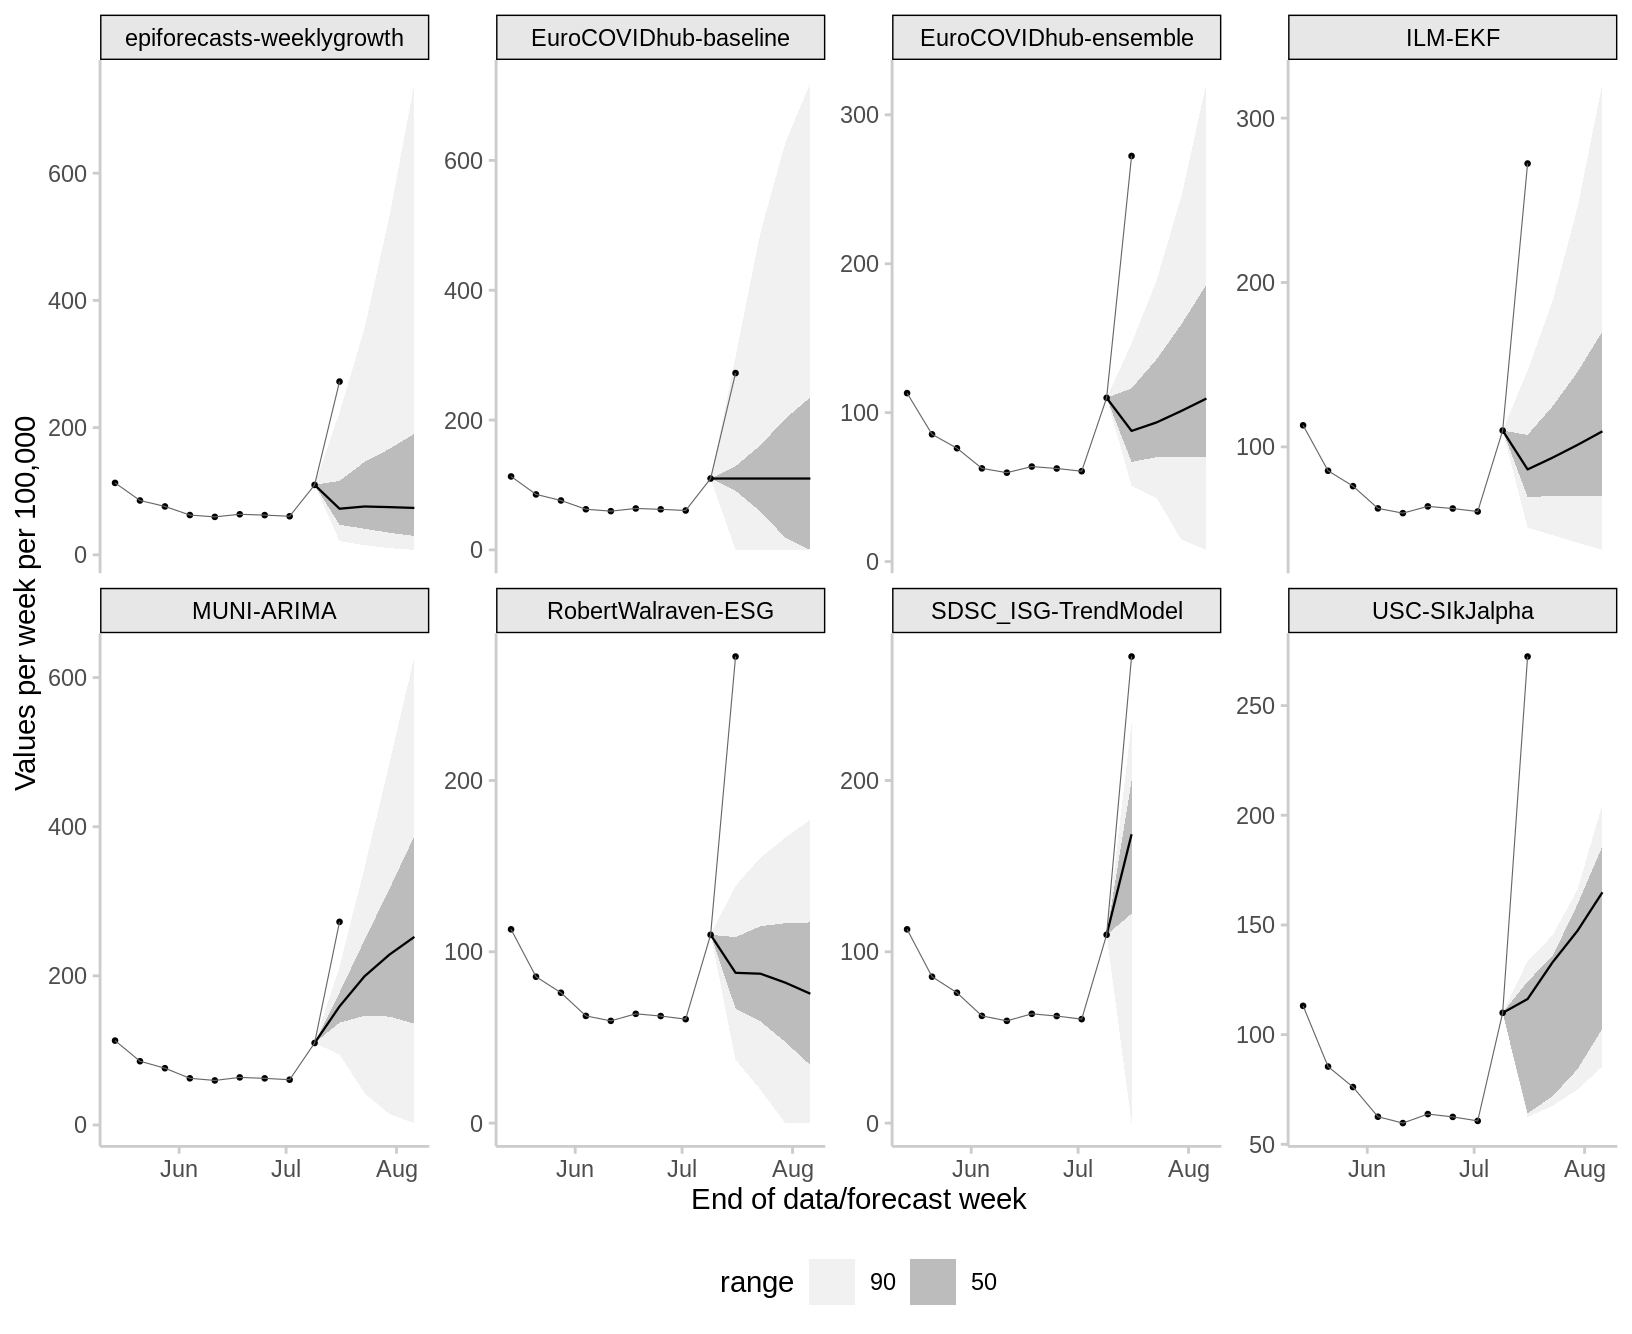 epiforecasts-weeklygrowth
EuroCOVIDhub-baseline
EuroCOVIDhub-ensemble
ILM-EKF
600
400
200
0
600
400
200
0
300
200
100
0
300
200
100
Values per week per 100,000
MUNI-ARIMA
RobertWalraven-ESG
SDSC_ISG-TrendModel
USC-SIkJalpha
600
400
200
0
200
100
0
200
100
0
250
200
150
100
50
Jun Jul Aug
Jun Jul Aug
Jun Jul Aug
Jun Jul Aug
End of data/forecast week
range 90 50